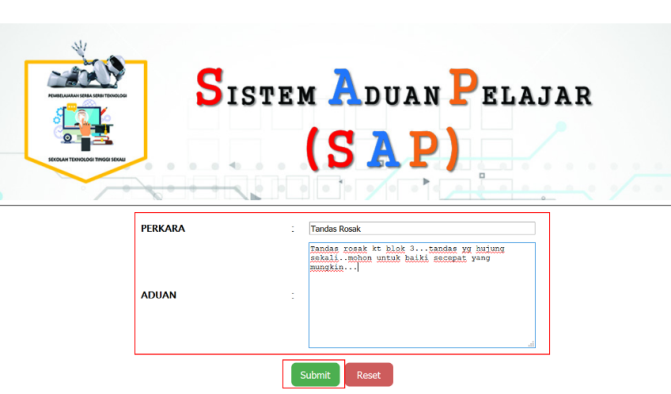 PEMBELAJARAN SERBA SERBI TEKNOLOGI
SEKOLAH TEKNOLOGI TINGGI SEKALI
SISTEM ADUAN PELAJAR
(SAP)
PERKARA : Tandas Rosak
Tandas rosak kt blok 3...tandas yg hujung
sekali..mohon untuk baiki secepat yang
mungkin...
ADUAN :
Submit Reset